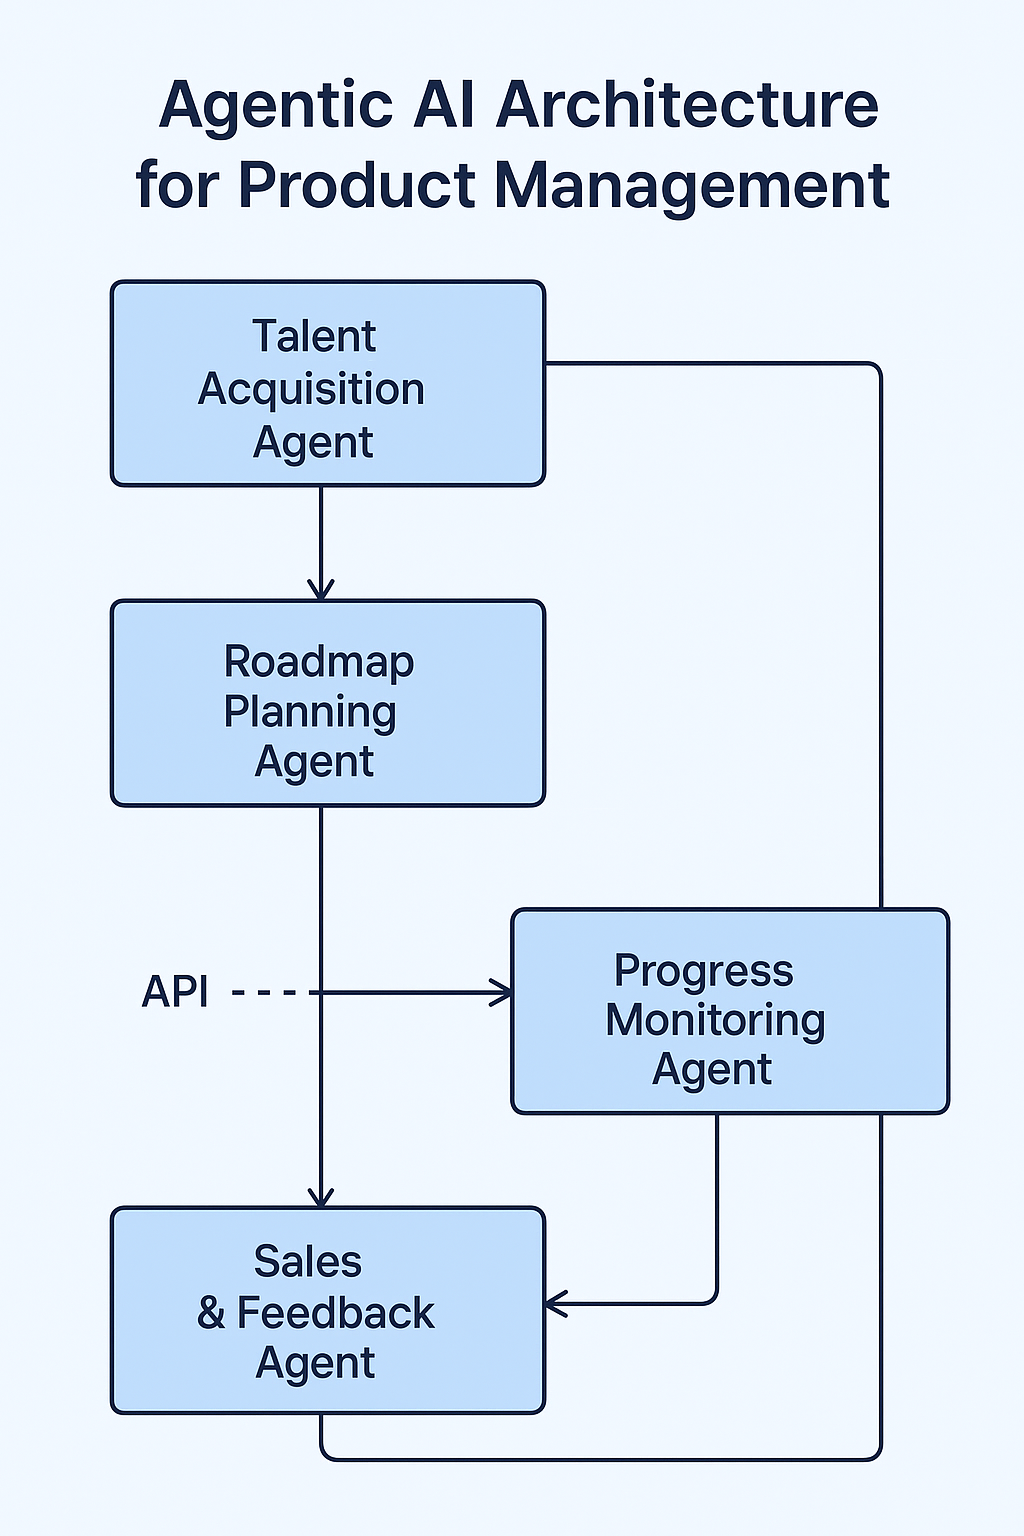 Agentic AI Architecture
for Product Management
Talent
Acquisition
Agent
Roadmap
Planning
Agent
API
Progress
Monitoring
Agent
Sales
& Feedback
Agent